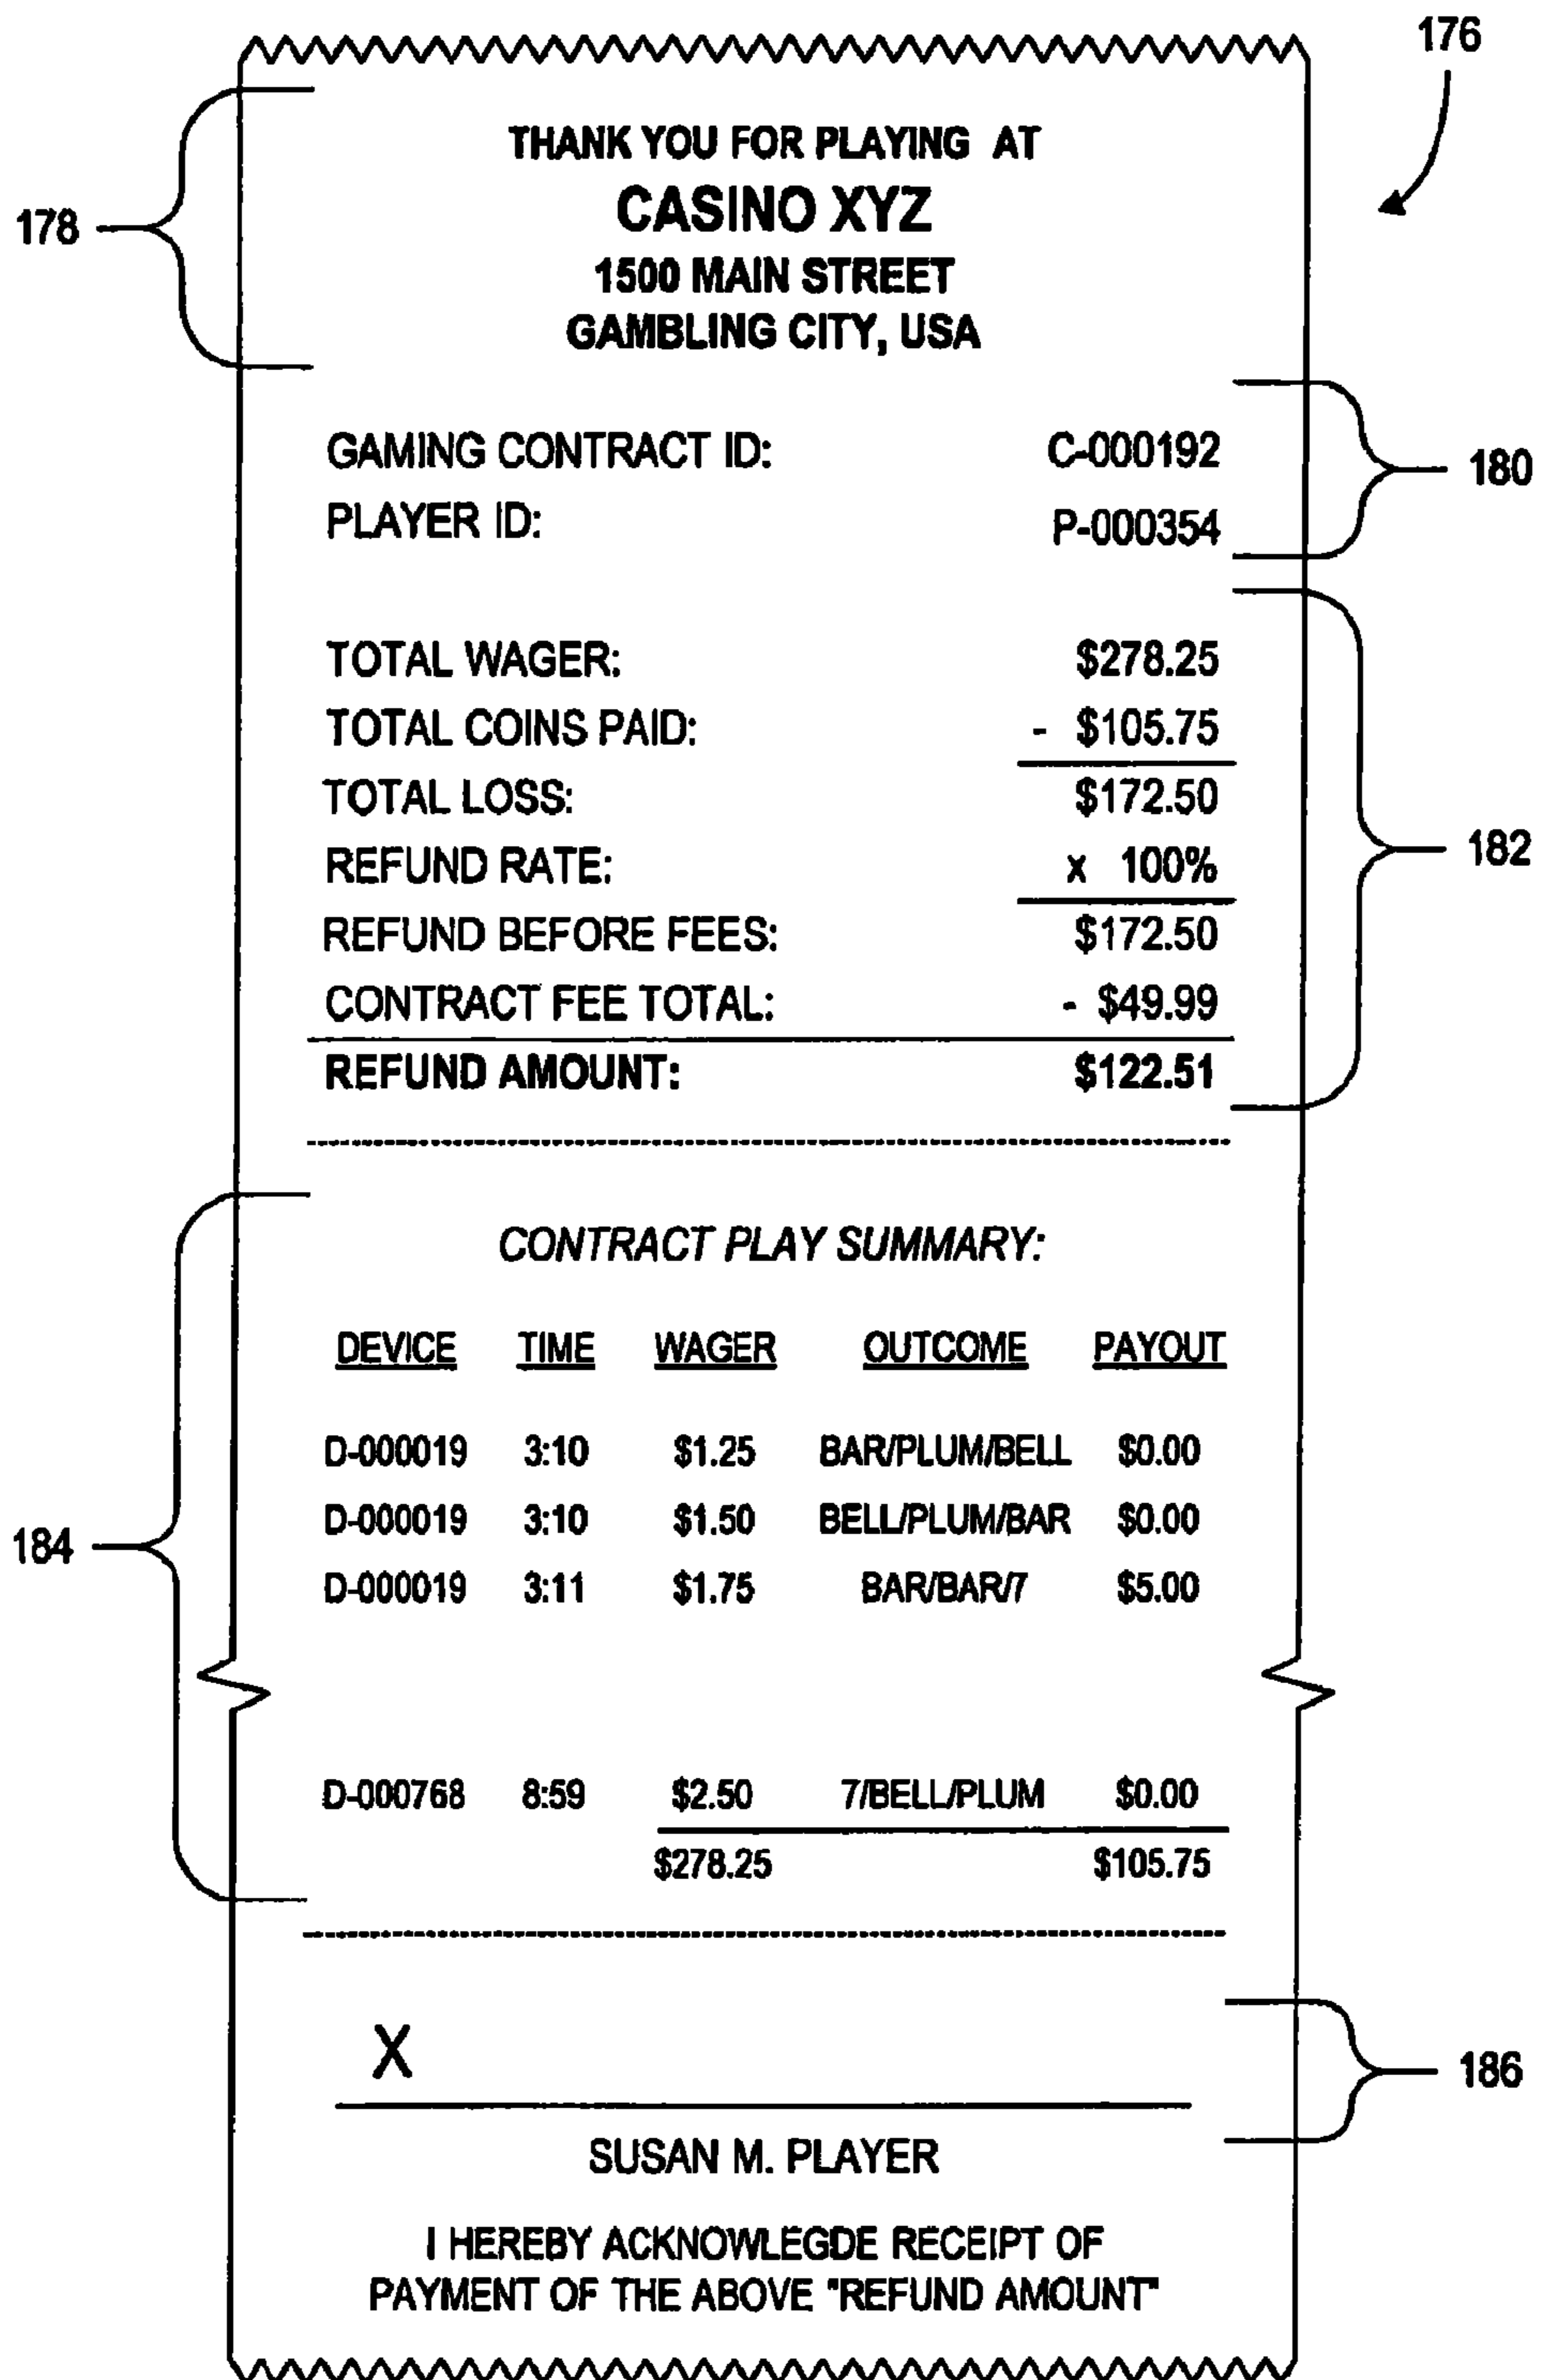 176
THANK YOU FOR PLAYING AT
CASINO XYZ
178
1500 MAIN STREET
GAMBLING CITY, USA
GAMING CONTRACT ID: C-000192
180
PLAYER ID: P-000354
TOTAL WAGER: $278.25
TOTAL COINS PAID: - $105.75
TOTAL LOSS: $172.50
182
REFUND RATE: x 100%
REFUND BEFORE FEES: $172.50
CONTRACT FEE TOTAL: - $49.99
REFUND AMOUNT: $122.51
CONTRACT PLAY SUMMARY:
DEVICE TIME WAGER OUTCOME PAYOUT
D-000019 3:10 $1.25 BAR/PLUM/BELL $0.00
D-000019 3:10 $1.50 BELL/PLUM/BAR $0.00
184
D-000019 3:11 $1.75 BAR/BAR/7 $5.00
D-000768 8:59 $2.50 7/BELL/PLUM $0.00
$278.25 $105.75
X
186
SUSAN M. PLAYER
I HEREBY ACKNOWLEGDE RECEIPT OF
PAYMENT OF THE ABOVE "REFUND AMOUNT"